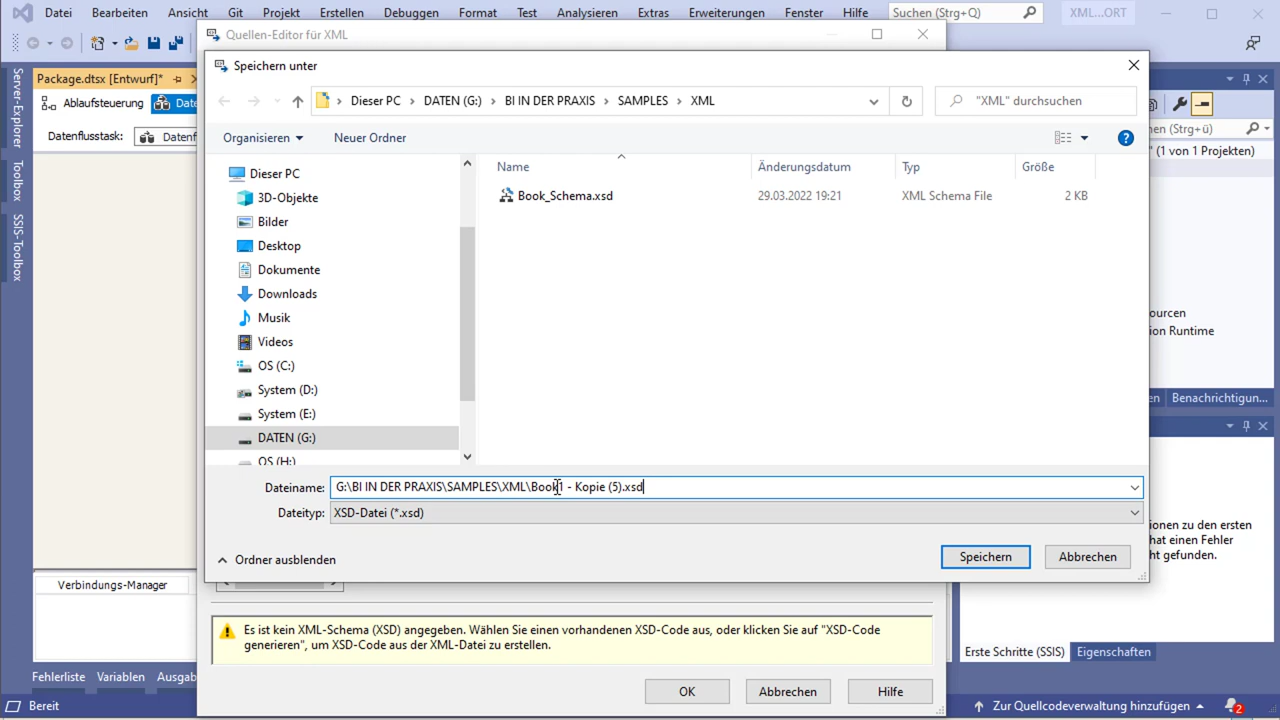 Datei Bearbeiten Ansicht Git Projekt Erstellen Debuggen Format Test Analysieren Extras Erweiterungen Fenster Hilfe Suchen (Strg+Q) XML...ORT
Quellen-Editor für XML
Package.dtsx [Entwurf]*
Speichern unter
Ablaufsteuerung
Dieser PC > DATEN (G:) > BI IN DER PRAXIS > SAMPLES > XML
"XML" durchsuchen
Datenflusstask:
Organisieren
Neuer Ordner
(1 von 1 Projekten)
Server-Explorer
Toolbox
SSIS-Toolbox
Name Änderungsdatum Typ Größe
Book_Schema.xsd 29.03.2022 19:21 XML Schema File 2 KB
Dieser PC
3D-Objekte
Bilder
Desktop
Dokumente
Downloads
Musik
Videos
OS (C:)
System (D:)
System (E:)
DATEN (G:)
OS (H:)
Benachrichtigun...
Dateiname: G:\BI IN DER PRAXIS\SAMPLES\XML\Book1 - Kopie (5).xsd
Dateityp: XSD-Datei (*.xsd)
Ordner ausblenden
Speichern
Abbrechen
Verbindungs-Manager
Es ist kein XML-Schema (XSD) angegeben. Wählen Sie einen vorhandenen XSD-Code aus, oder klicken Sie auf "XSD-Code
generieren", um XSD-Code aus der XML-Datei zu erstellen.
OK
Abbrechen
Hilfe
Erste Schritte (SSIS)
Eigenschaften
Fehlerliste Variablen Ausgab
Bereit
Zur Quellcodeverwaltung hinzufügen
2